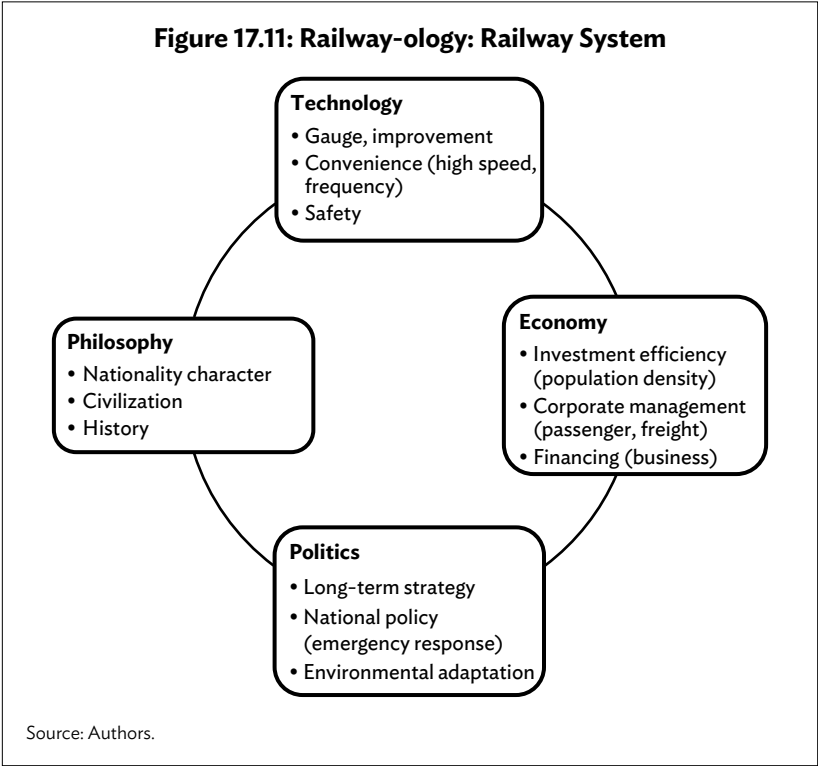 Figure 17.11: Railway-ology: Railway System
Technology
• Gauge, improvement
• Convenience (high speed,
frequency)
• Safety
Philosophy
• Nationality character
• Civilization
• History
Economy
• Investment efficiency
(population density)
• Corporate management
(passenger, freight)
• Financing (business)
Politics
• Long-term strategy
• National policy
(emergency response)
• Environmental adaptation
Source: Authors.